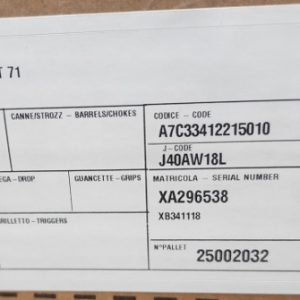 T 71
CANNE/STROZZ - BARRELS/CHOKES
CODICE - CODE
A7C33412215010
J-CODE
J40AW18L
EGA-DROP
GUANCETTE-GRIPS
MATRICOLA - SERIAL NUMBER
XA296538
XB341118
RILLETTO-TRIGGERS
N°PALLET
25002032